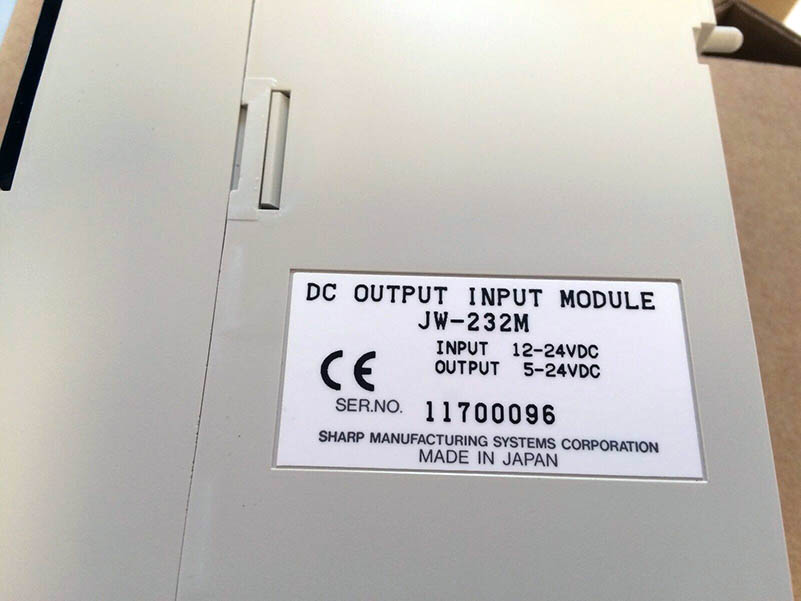 DC OUTPUT INPUT MODULE
JW-232M
INPUT 12-24VDC
OUTPUT 5-24VDC
CE
SER.NO. 11700096
SHARP MANUFACTURING SYSTEMS CORPORATION
MADE IN JAPAN